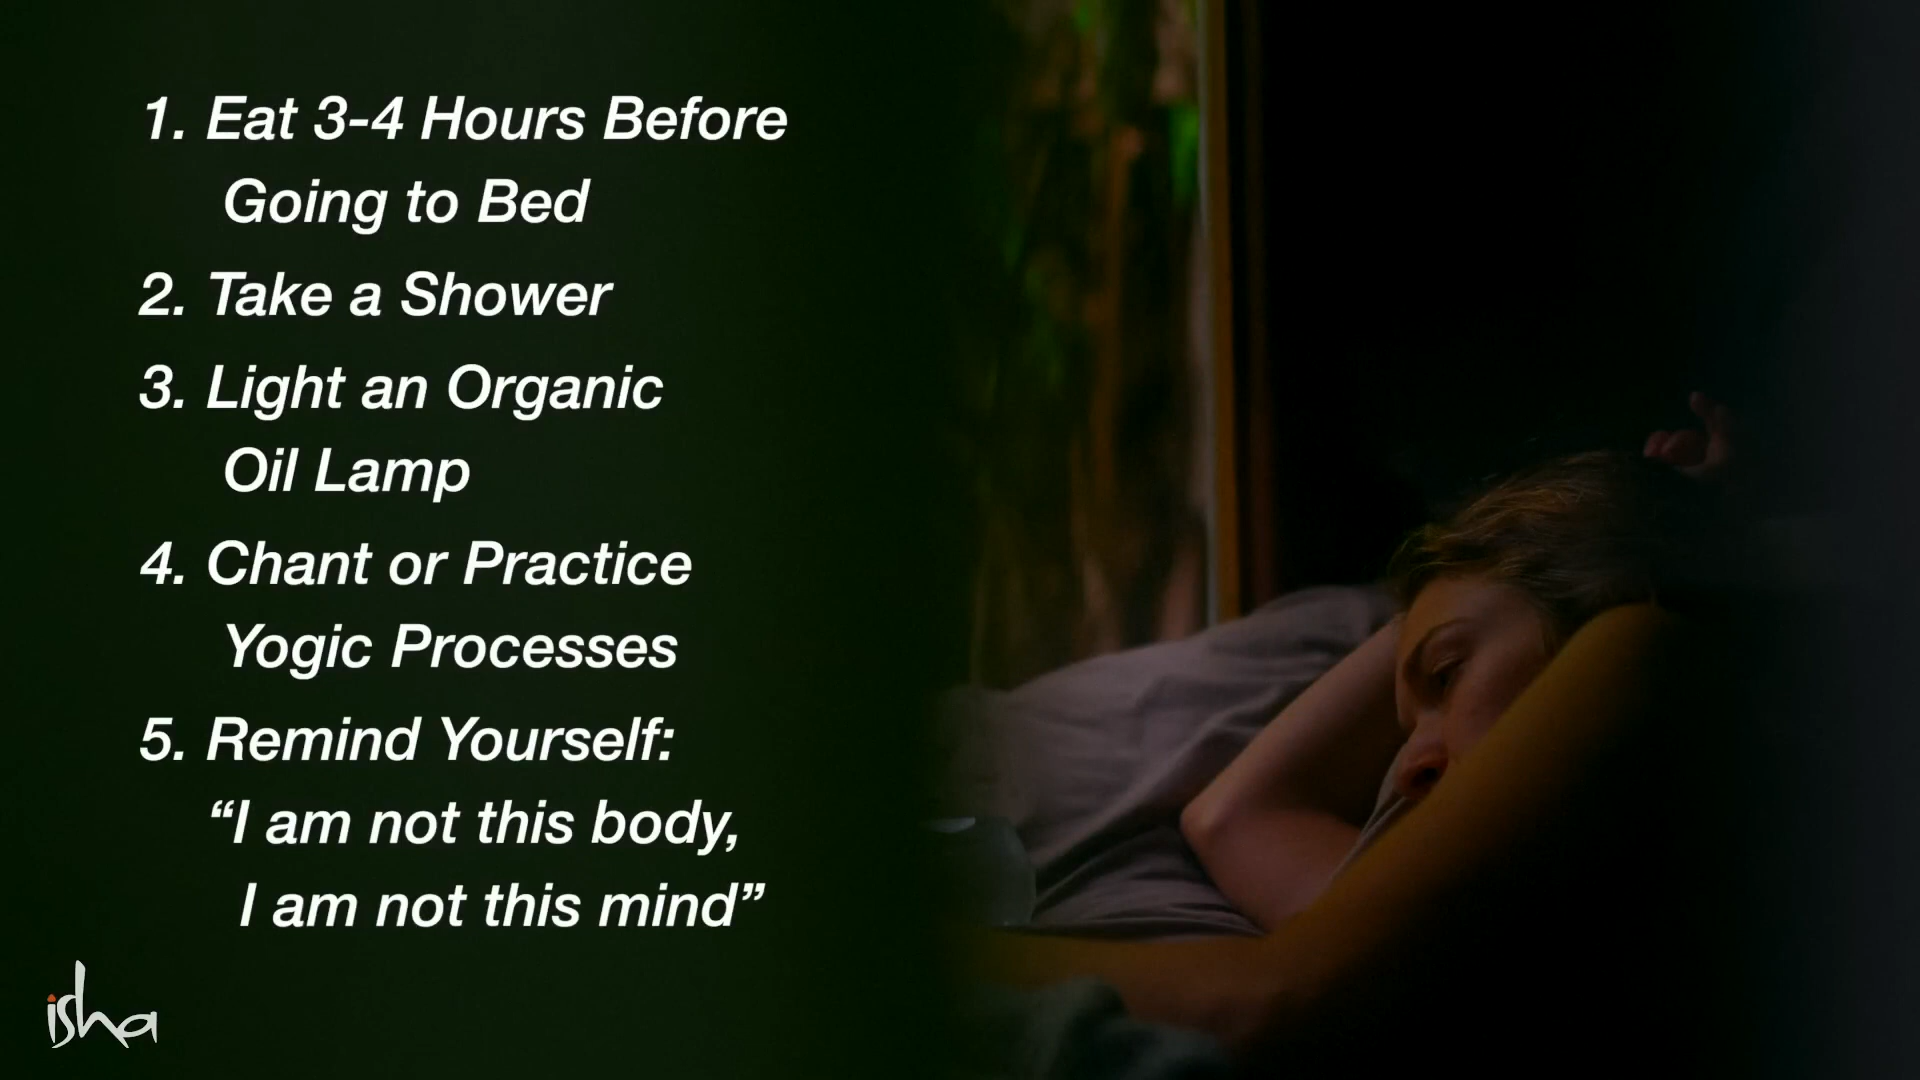 1. Eat 3-4 Hours Before
Going to Bed
2. Take a Shower
3. Light an Organic
Oil Lamp
4. Chant or Practice
Yogic Processes
5. Remind Yourself:
“I am not this body,
I am not this mind”
isha